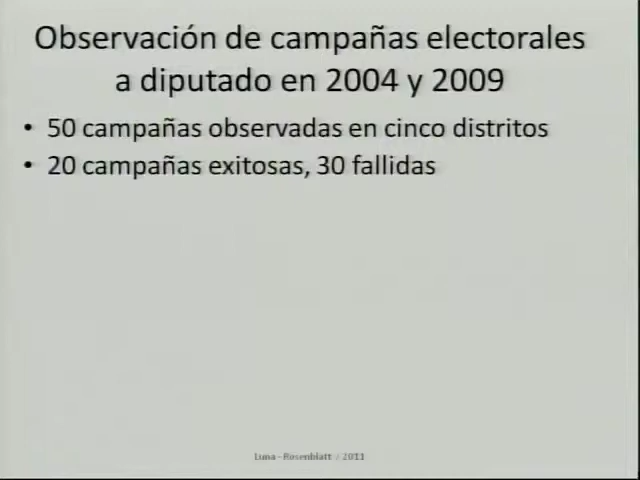 Observación de campañas electorales
a diputado en 2004 y 2009
• 50 campañas observadas en cinco distritos
• 20 campañas exitosas, 30 fallidas
Luna - Rosenblatt / 2011